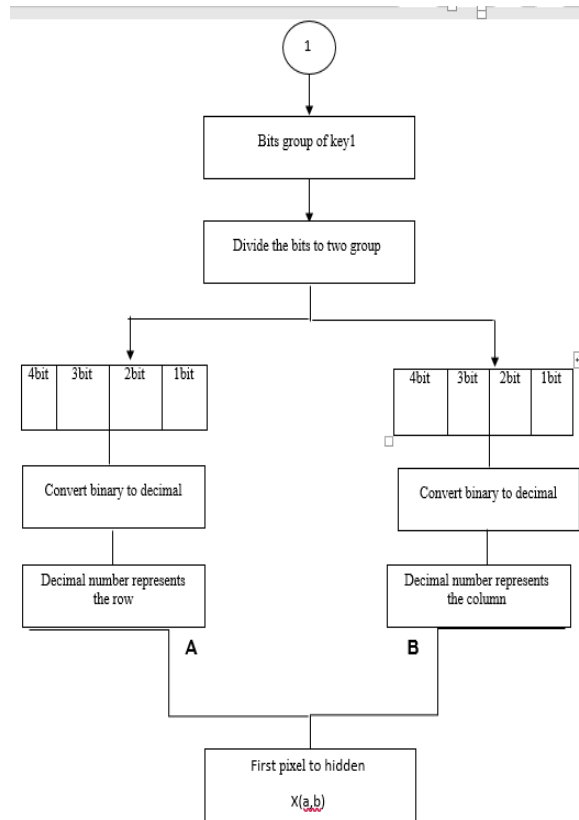 1
Bits group of key1
Divide the bits to two group
4bit 3bit 2bit 1bit
4bit 3bit 2bit 1bit
Convert binary to decimal
Convert binary to decimal
Decimal number represents
the row
Decimal number represents
the column
A
B
First pixel to hidden
X(a,b)